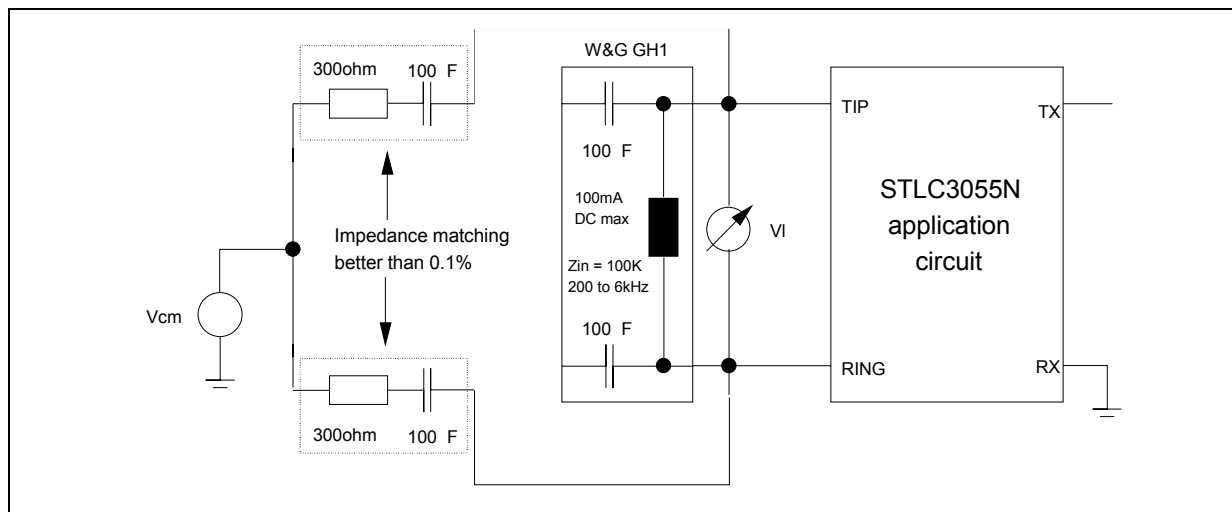 W&G GH1
300ohm 100 F
TIP
TX
100 F
STLC3055N
application
circuit
100mA
DC max
VI
Impedance matching
better than 0.1%
Zin = 100K
200 to 6kHz
Vcm
100 F
RING
RX
300ohm 100 F